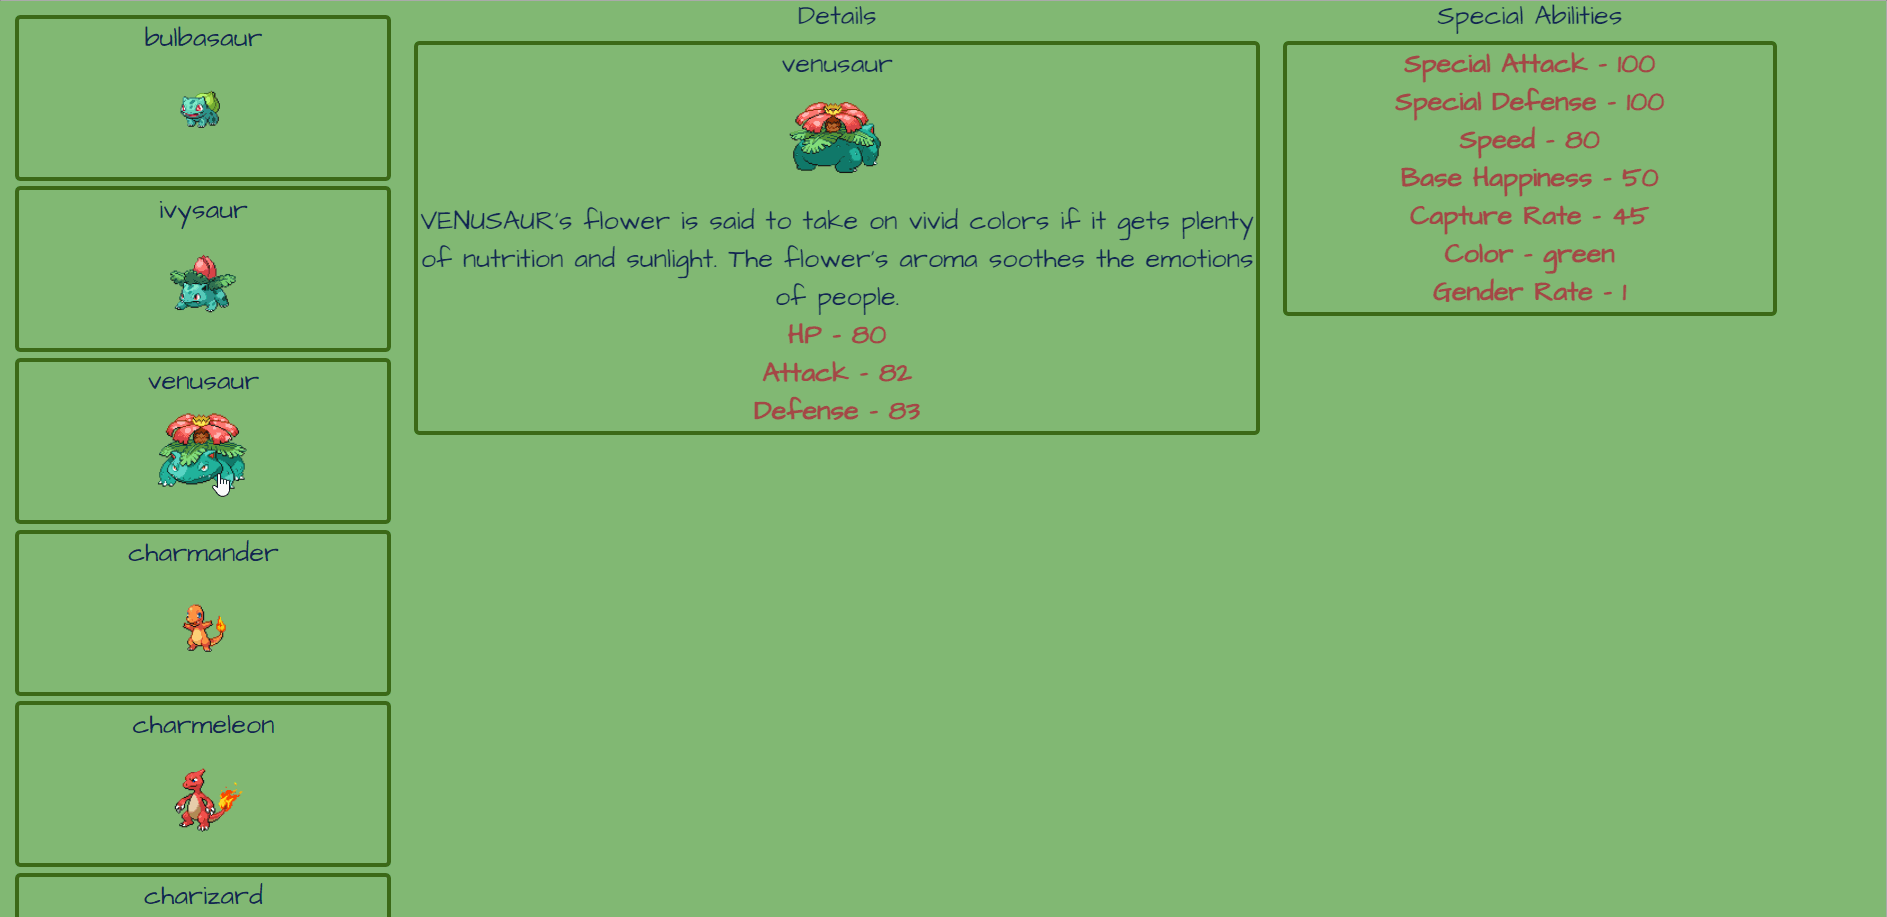 bulbasaur
ivysaur
venusaur
charmander
charmeleon
charizard
Details
venusaur
VENUSAUR's flower is said to take on vivid colors if it gets plenty
of nutrition and sunlight. The flower's aroma soothes the emotions
of people.
HP - 80
Attack - 82
Defense - 83
Special Abilities
Special Attack - 100
Special Defense - 100
Speed - 80
Base Happiness - 50
Capture Rate - 45
Color - green
Gender Rate - 1